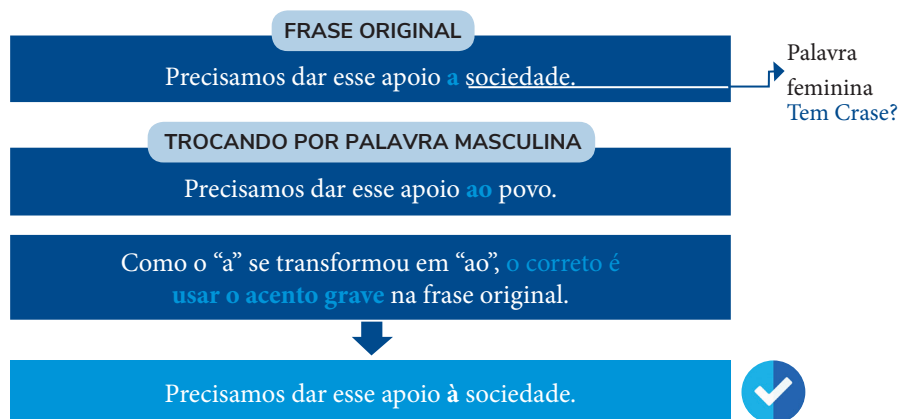 FRASE ORIGINAL
Precisamos dar esse apoio a sociedade.
Palavra
feminina
Tem Crase?
TROCANDO POR PALAVRA MASCULINA
Precisamos dar esse apoio ao povo.
Como o “a” se transformou em “ao”, o correto é
usar o acento grave na frase original.
Precisamos dar esse apoio à sociedade.